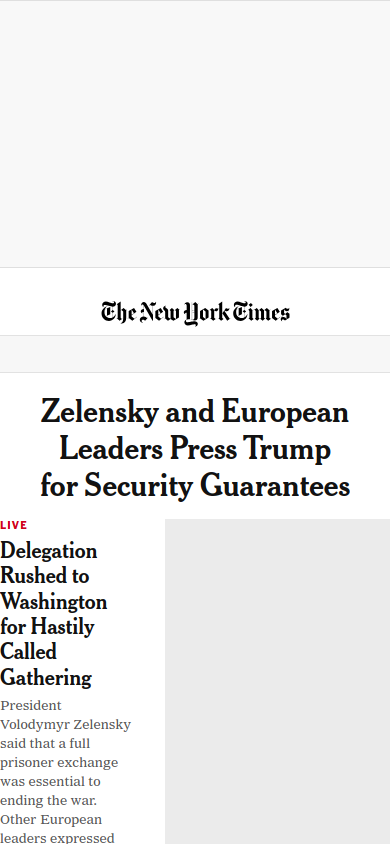 The New York Times
Zelensky and European
Leaders Press Trump
for Security Guarantees
LIVE
Delegation
Rushed to
Washington
for Hastily
Called
Gathering
President
Volodymyr Zelensky
said that a full
prisoner exchange
was essential to
ending the war.
Other European
leaders expressed